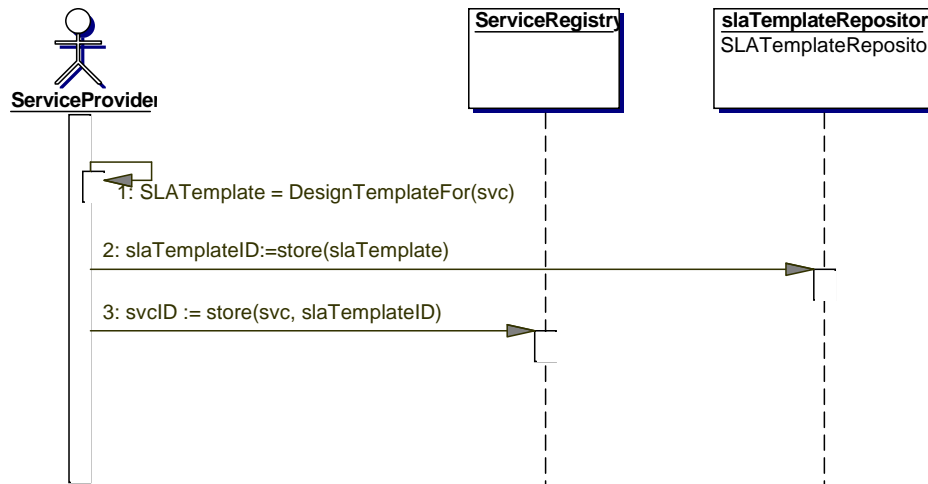 ServiceRegistry
slaTemplateRepositor
SLATemplateReposito
ServiceProvider
1: SLATemplate = DesignTemplateFor(svc)
2: slaTemplateID:=store(slaTemplate)
3: svcID := store(svc, slaTemplateID)